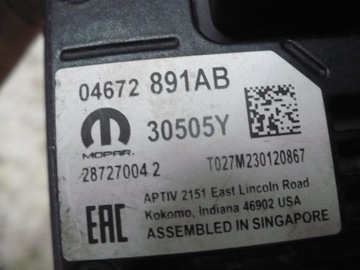 04672 891AB
MOPAR. 30505Y
28727004 2 T027M230120867
EAC APTIV 2151 East Lincoln Road
Kokomo, Indiana 46902 USA
ASSEMBLED IN SINGAPORE